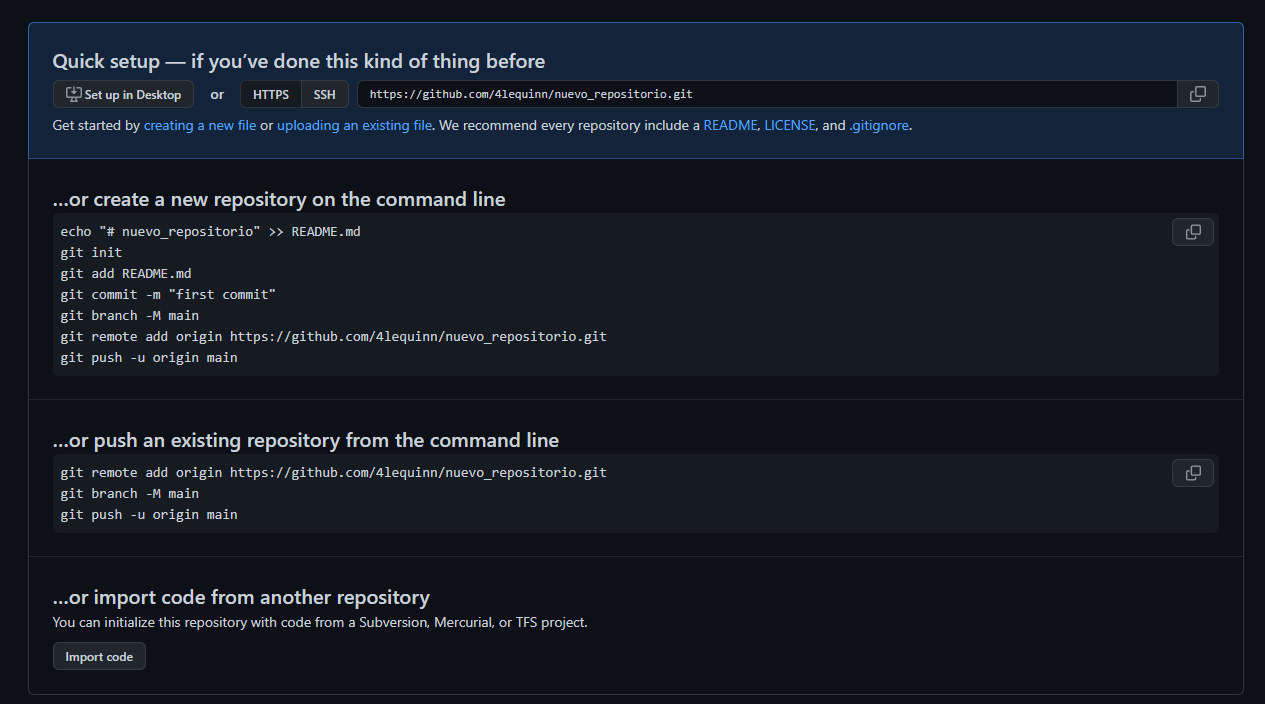 Quick setup — if you’ve done this kind of thing before
Set up in Desktop or HTTPS SSH https://github.com/4lequinn/nuevo_repositorio.git
Get started by creating a new file or uploading an existing file. We recommend every repository include a README, LICENSE, and .gitignore.
…or create a new repository on the command line
echo "# nuevo_repositorio" >> README.md
git init
git add README.md
git commit -m "first commit"
git branch -M main
git remote add origin https://github.com/4lequinn/nuevo_repositorio.git
git push -u origin main
…or push an existing repository from the command line
git remote add origin https://github.com/4lequinn/nuevo_repositorio.git
git branch -M main
git push -u origin main
…or import code from another repository
You can initialize this repository with code from a Subversion, Mercurial, or TFS project.
Import code